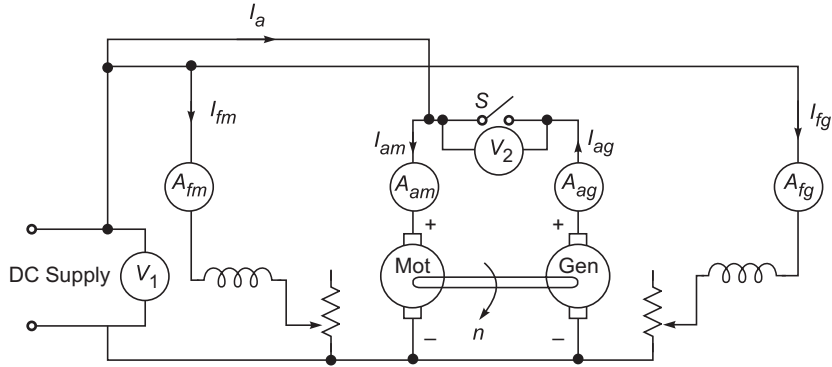 I_a
I_fm
S
I_fg
I_am
V_2
I_ag
A_fm
A_am
A_ag
A_fg
+
+
DC Supply
V_1
Mot
Gen
n
–
–